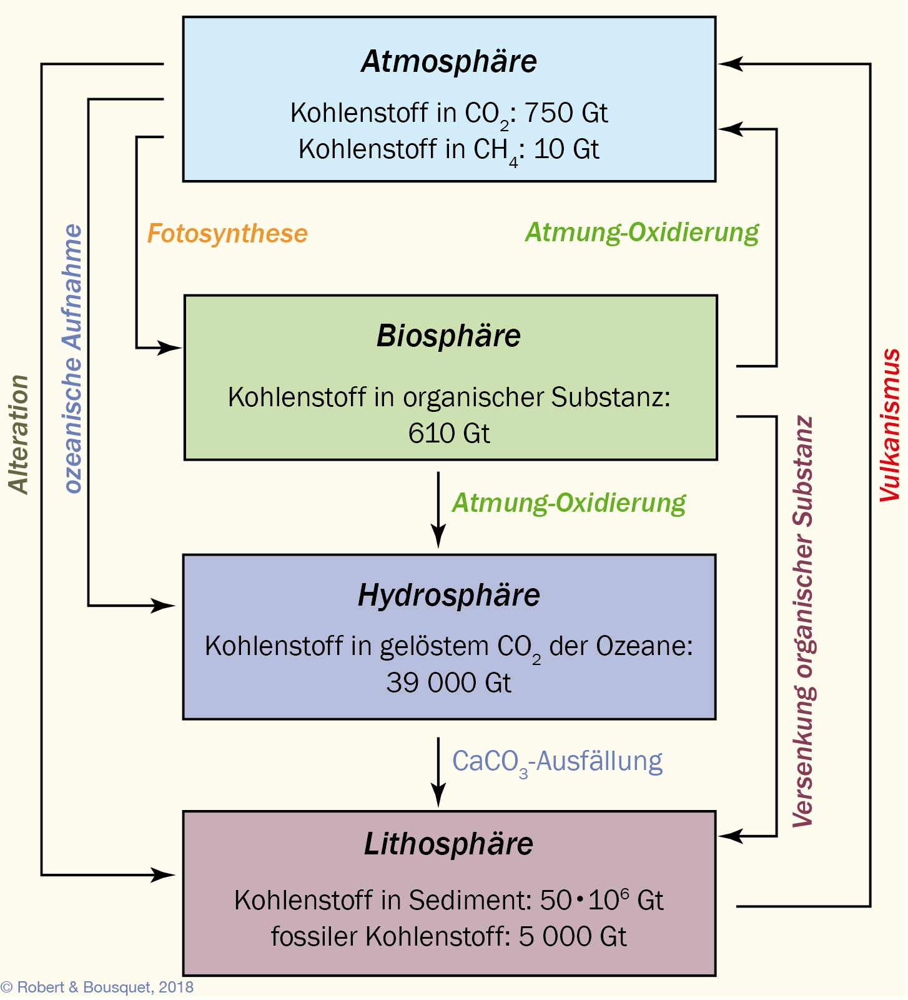 Atmosphäre
Kohlenstoff in CO₂: 750 Gt
Kohlenstoff in CH₄: 10 Gt
Fotosynthese
Atmung-Oxidierung
ozeanische Aufnahme
Alteration
Biosphäre
Kohlenstoff in organischer Substanz:
610 Gt
Atmung-Oxidierung
Vulkanismus
Versenkung organischer Substanz
Hydrosphäre
Kohlenstoff in gelöstem CO₂ der Ozeane:
39 000 Gt
CaCO₃-Ausfällung
Lithosphäre
Kohlenstoff in Sediment: 50•10⁶ Gt
fossiler Kohlenstoff: 5 000 Gt
© Robert & Bousquet, 2018